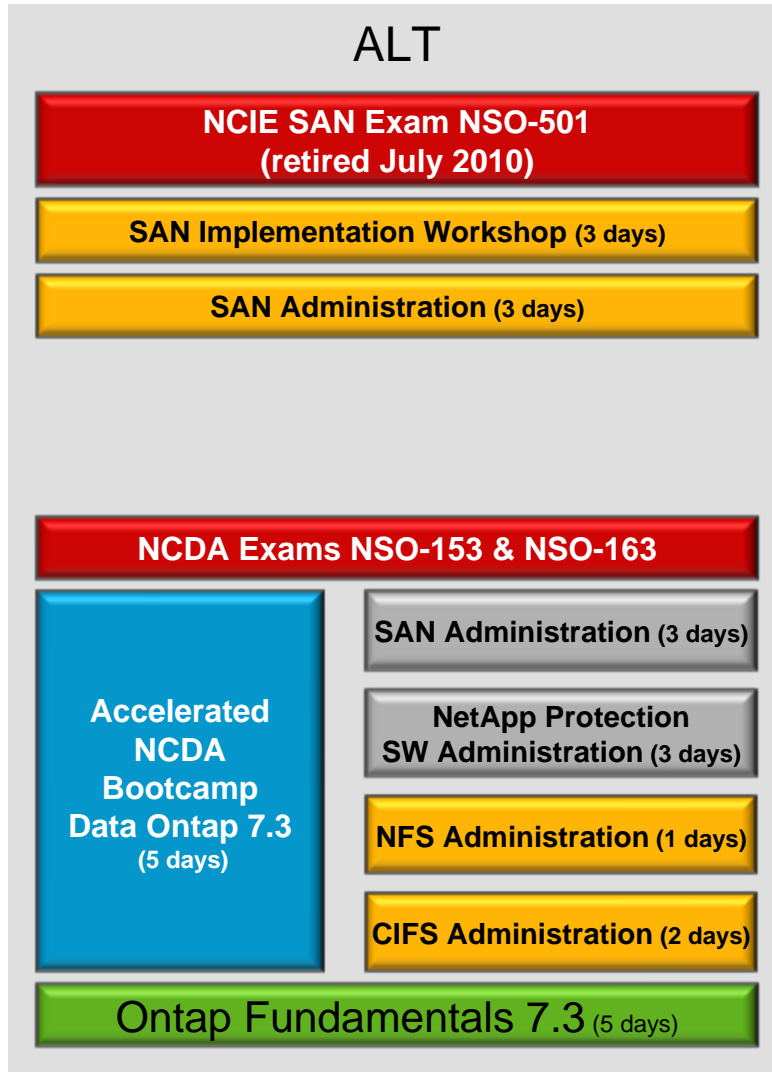 ALT
NCIE SAN Exam NSO-501
(retired July 2010)
SAN Implementation Workshop (3 days)
SAN Administration (3 days)
NCDA Exams NSO-153 & NSO-163
Accelerated
NCDA
Bootcamp
Data Ontap 7.3
(5 days)
SAN Administration (3 days)
NetApp Protection
SW Administration (3 days)
NFS Administration (1 days)
CIFS Administration (2 days)
Ontap Fundamentals 7.3 (5 days)